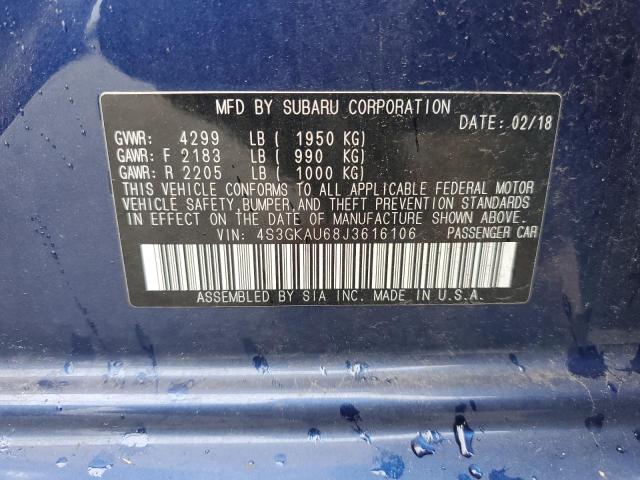 MFD BY SUBARU CORPORATION
DATE: 02/18
GVWR: 4299 LB ( 1950 KG)
GAWR: F 2183 LB ( 990 KG)
GAWR: R 2205 LB ( 1000 KG)
THIS VEHICLE CONFORMS TO ALL APPLICABLE FEDERAL MOTOR
VEHICLE SAFETY, BUMPER, AND THEFT PREVENTION STANDARDS
IN EFFECT ON THE DATE OF MANUFACTURE SHOWN ABOVE.
VIN: 4S3GKAU68J3616106 PASSENGER CAR
ASSEMBLED BY SIA INC. MADE IN U.S.A.